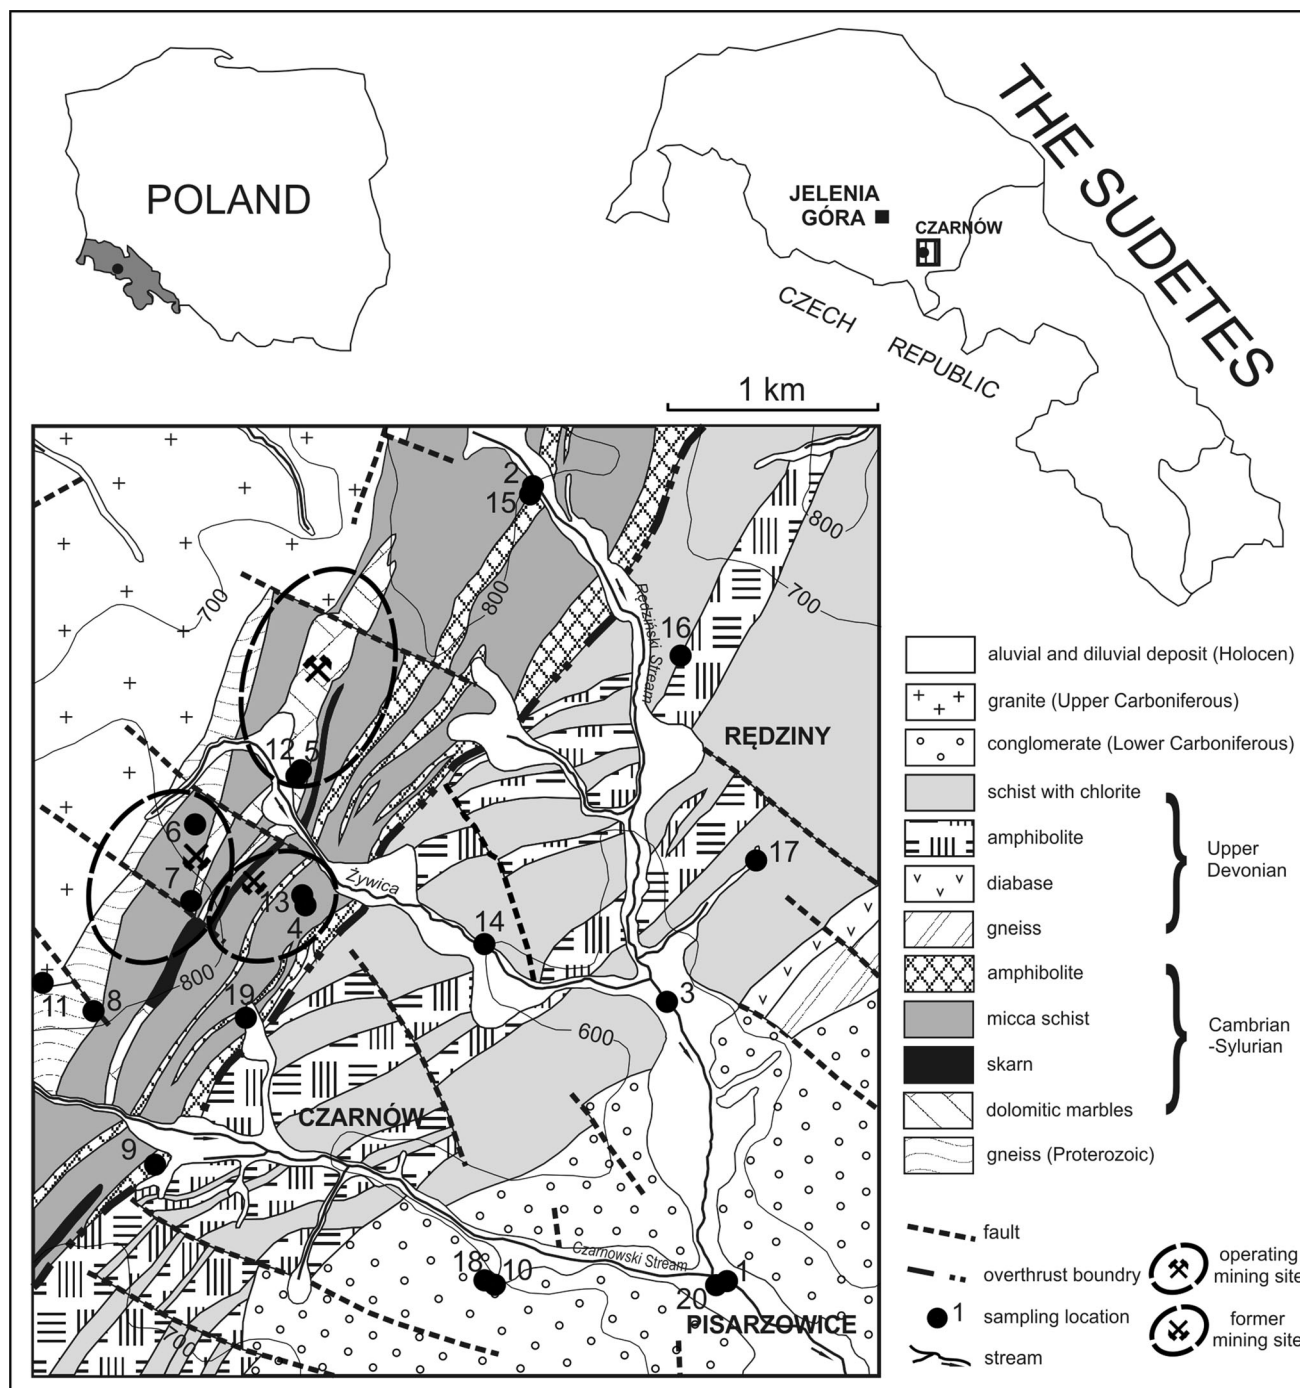 POLAND
THE SUDETES
JELENIA
GÓRA
CZARNÓW
CZECH
REPUBLIC
1 km
2
15
800
800
700
700
Rędziński Stream
16
RĘDZINY
12
5
6
7
13
4
Żywica
14
17
3
11
8
800
19
600
CZARNÓW
9
18
10
Czarnowski Stream
1
20
PISARZOWICE
700
aluvial and diluvial deposit (Holocen)
granite (Upper Carboniferous)
conglomerate (Lower Carboniferous)
schist with chlorite
amphibolite
Upper
Devonian
diabase
gneiss
amphibolite
micca schist
Cambrian
-Sylurian
skarn
dolomitic marbles
gneiss (Proterozoic)
fault
overthrust boundry
1 sampling location
stream
operating
mining site
former
mining site